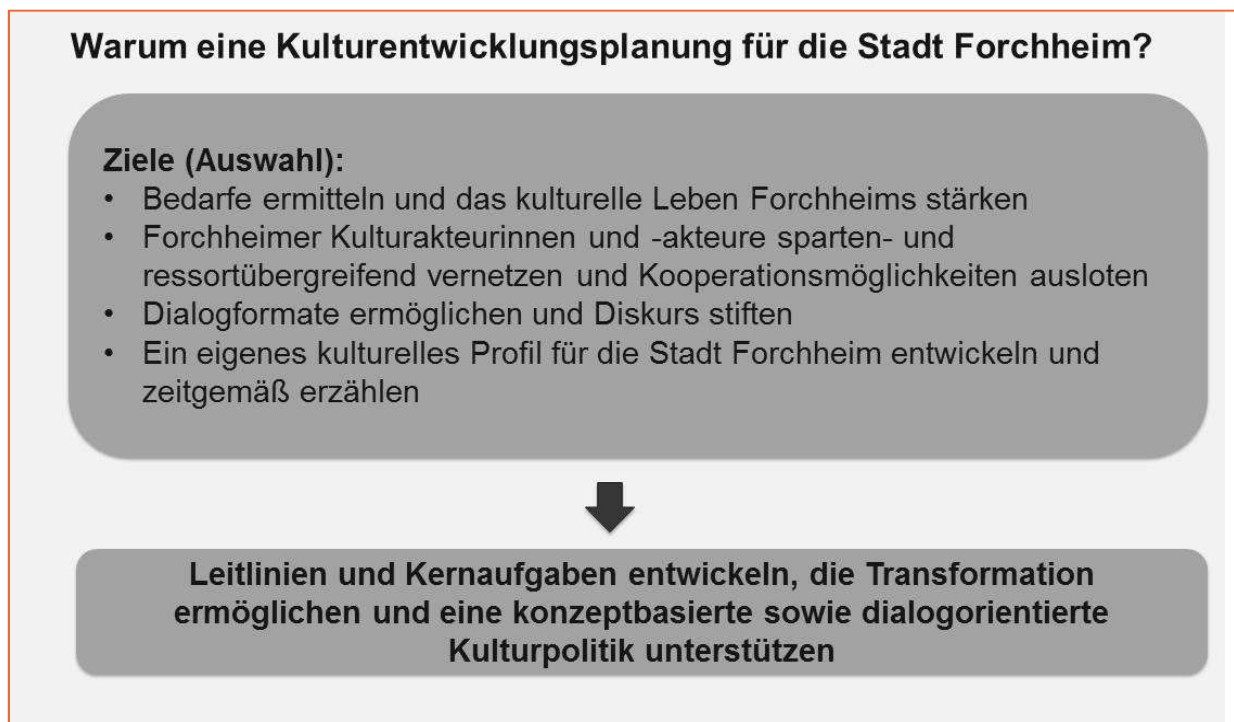 Warum eine Kulturentwicklungsplanung für die Stadt Forchheim?
Ziele (Auswahl):
• Bedarfe ermitteln und das kulturelle Leben Forchheims stärken
• Forchheimer Kulturakteurinnen und -akteure sparten- und
ressortübergreifend vernetzen und Kooperationsmöglichkeiten ausloten
• Dialogformate ermöglichen und Diskurs stiften
• Ein eigenes kulturelles Profil für die Stadt Forchheim entwickeln und
zeitgemäß erzählen
Leitlinien und Kernaufgaben entwickeln, die Transformation
ermöglichen und eine konzeptbasierte sowie dialogorientierte
Kulturpolitik unterstützen